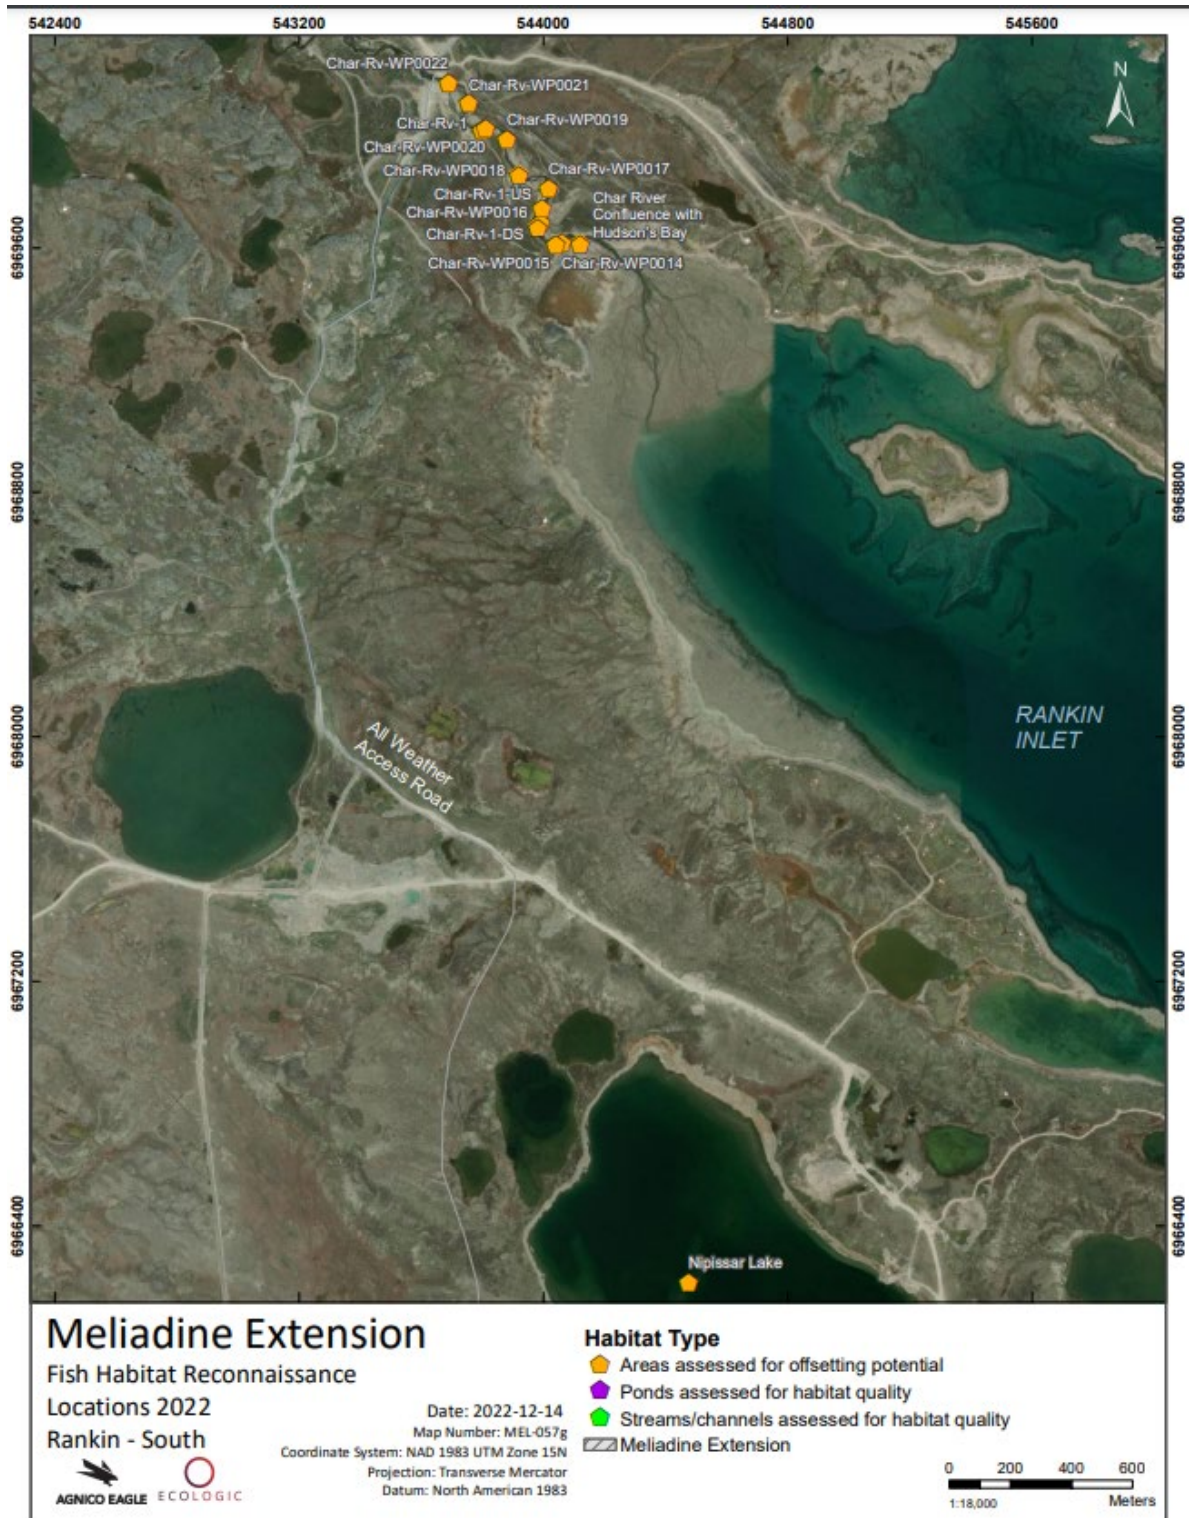 542400
543200
544000
544800
545600
Char-Rv-WP0022
Char-Rv-WP0021
Char-Rv-1
Char-Rv-WP0019
Char-Rv-WP0020
Char-Rv-WP0018
Char-Rv-WP0017
Char-Rv-1-US
Char River
Confluence with
Hudson's Bay
Char-Rv-WP0016
Char-Rv-1-DS
Char-Rv-WP0015
Char-Rv-WP0014
N
6969600
6969600
6968800
6968800
6968000
6968000
6967200
6967200
6966400
6966400
RANKIN
INLET
All Weather
Access Road
Nipissar Lake
Meliadine Extension
Fish Habitat Reconnaissance
Locations 2022
Rankin - South
AGNICO EAGLE
ECOLOGIC
Date: 2022-12-14
Map Number: MEL-057g
Coordinate System: NAD 1983 UTM Zone 15N
Projection: Transverse Mercator
Datum: North American 1983
Habitat Type
Areas assessed for offsetting potential
Ponds assessed for habitat quality
Streams/channels assessed for habitat quality
Meliadine Extension
0 200 400 600
1:18,000 Meters